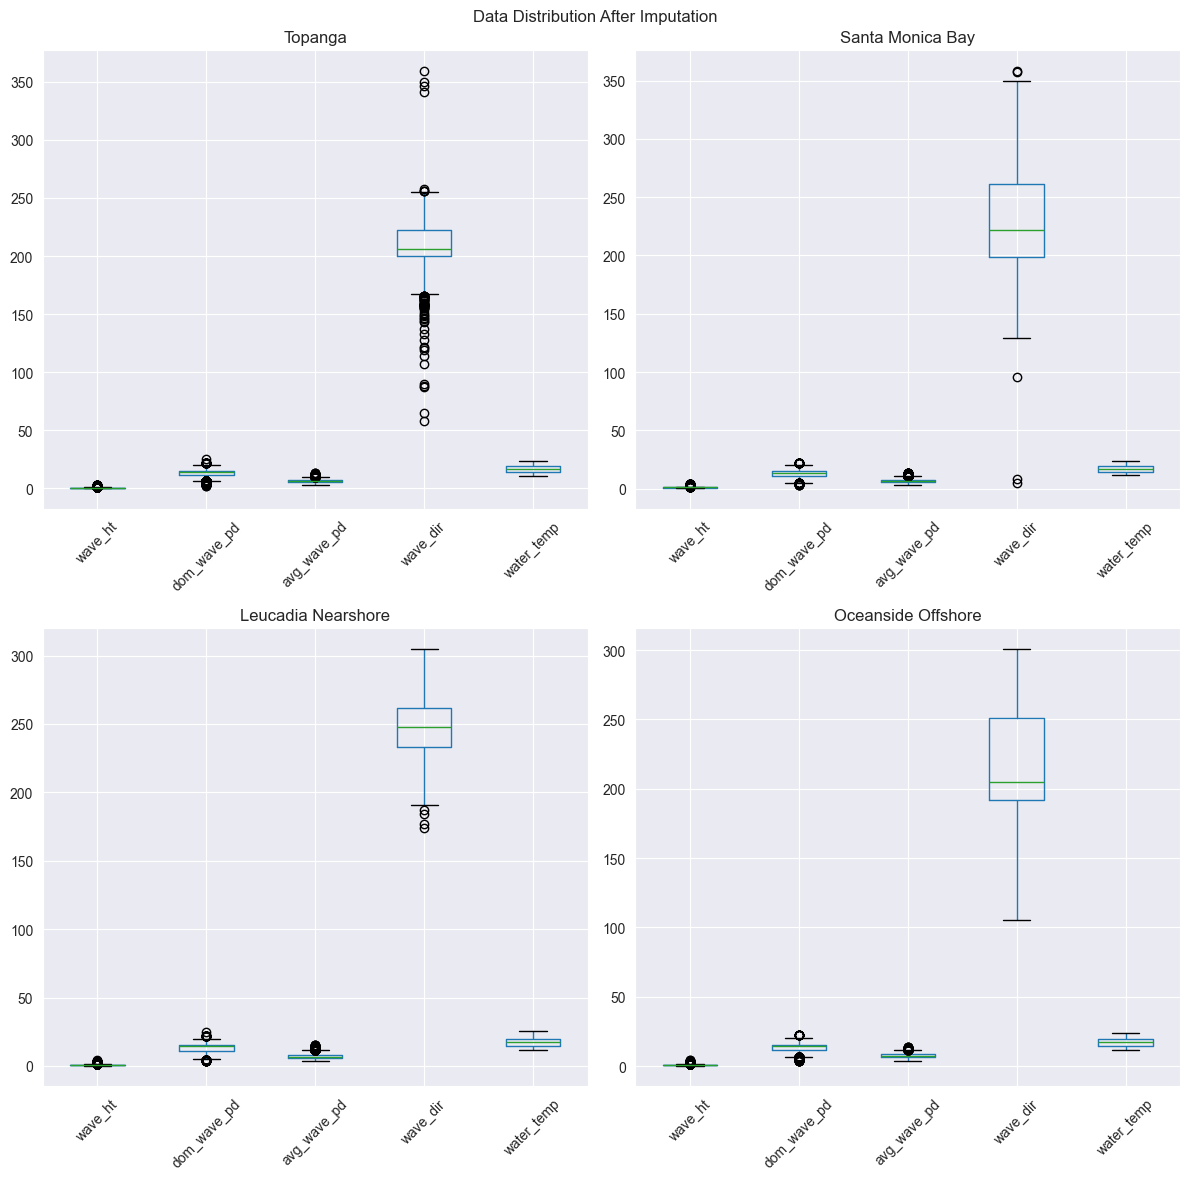 Data Distribution After Imputation
Topanga
350
300
250
200
150
100
50
0
wave_ht
dom_wave_pd
avg_wave_pd
wave_dir
water_temp
Santa Monica Bay
350
300
250
200
150
100
50
0
wave_ht
dom_wave_pd
avg_wave_pd
wave_dir
water_temp
Leucadia Nearshore
300
250
200
150
100
50
0
wave_ht
dom_wave_pd
avg_wave_pd
wave_dir
water_temp
Oceanside Offshore
300
250
200
150
100
50
0
wave_ht
dom_wave_pd
avg_wave_pd
wave_dir
water_temp